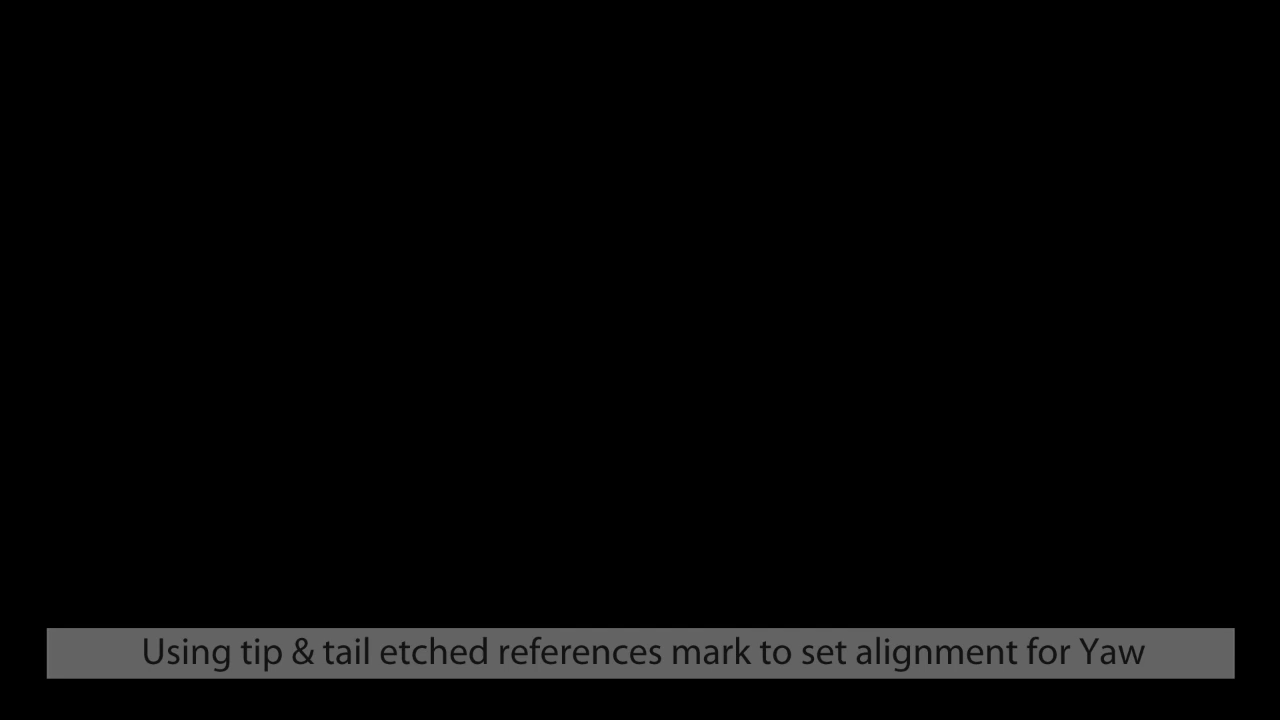 Using tip & tail etched references mark to set alignment for Yaw